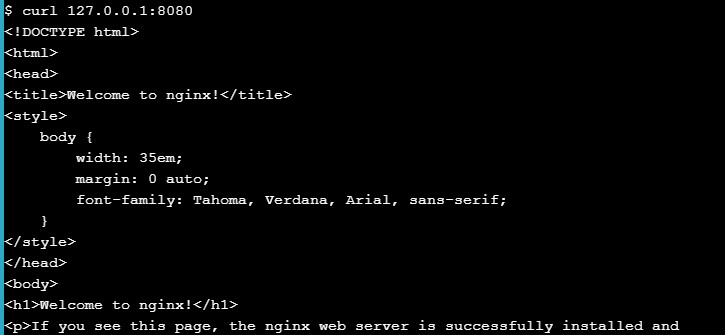 $ curl 127.0.0.1:8080
<!DOCTYPE html>
<html>
<head>
<title>Welcome to nginx!</title>
<style>
    body {
        width: 35em;
        margin: 0 auto;
        font-family: Tahoma, Verdana, Arial, sans-serif;
    }
</style>
</head>
<body>
<h1>Welcome to nginx!</h1>
<p>If you see this page, the nginx web server is successfully installed and